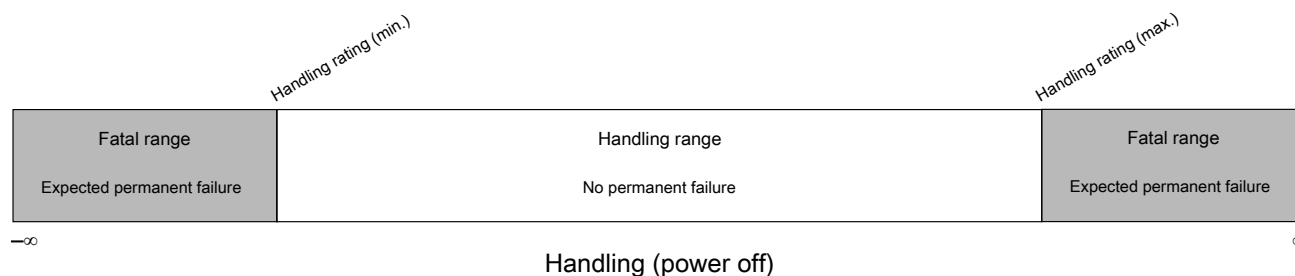 Handling rating (min.)
Handling rating (max.)
Fatal range
Handling range
Fatal range
Expected permanent failure
No permanent failure
Expected permanent failure
–∞
Handling (power off)